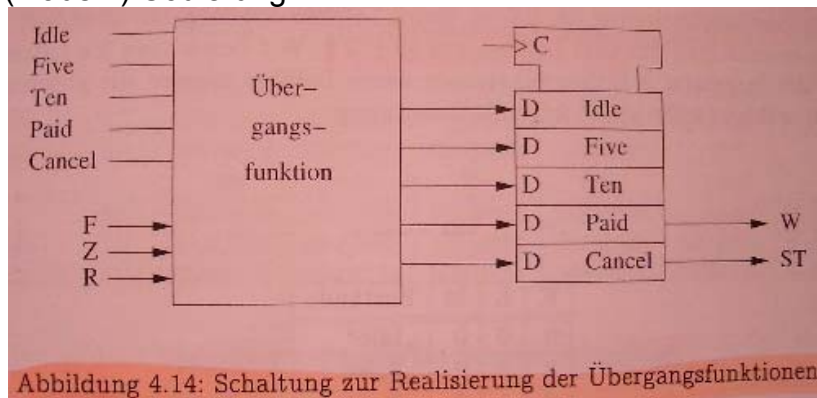 Idle
Five
Ten
Paid
Cancel
F
Z
R
Über-
gangs-
funktion
C
D Idle
D Five
D Ten
D Paid
D Cancel
W
ST
Abbildung 4.14: Schaltung zur Realisierung der Übergangsfunktionen